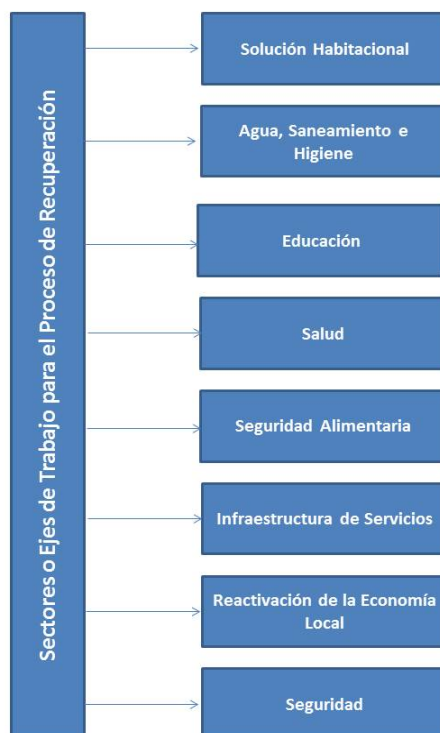 Sectores o Ejes de Trabajo para el Proceso de Recuperación
Solución Habitacional
Agua, Saneamiento e
Higiene
Educación
Salud
Seguridad Alimentaria
Infraestructura de Servicios
Reactivación de la Economía
Local
Seguridad